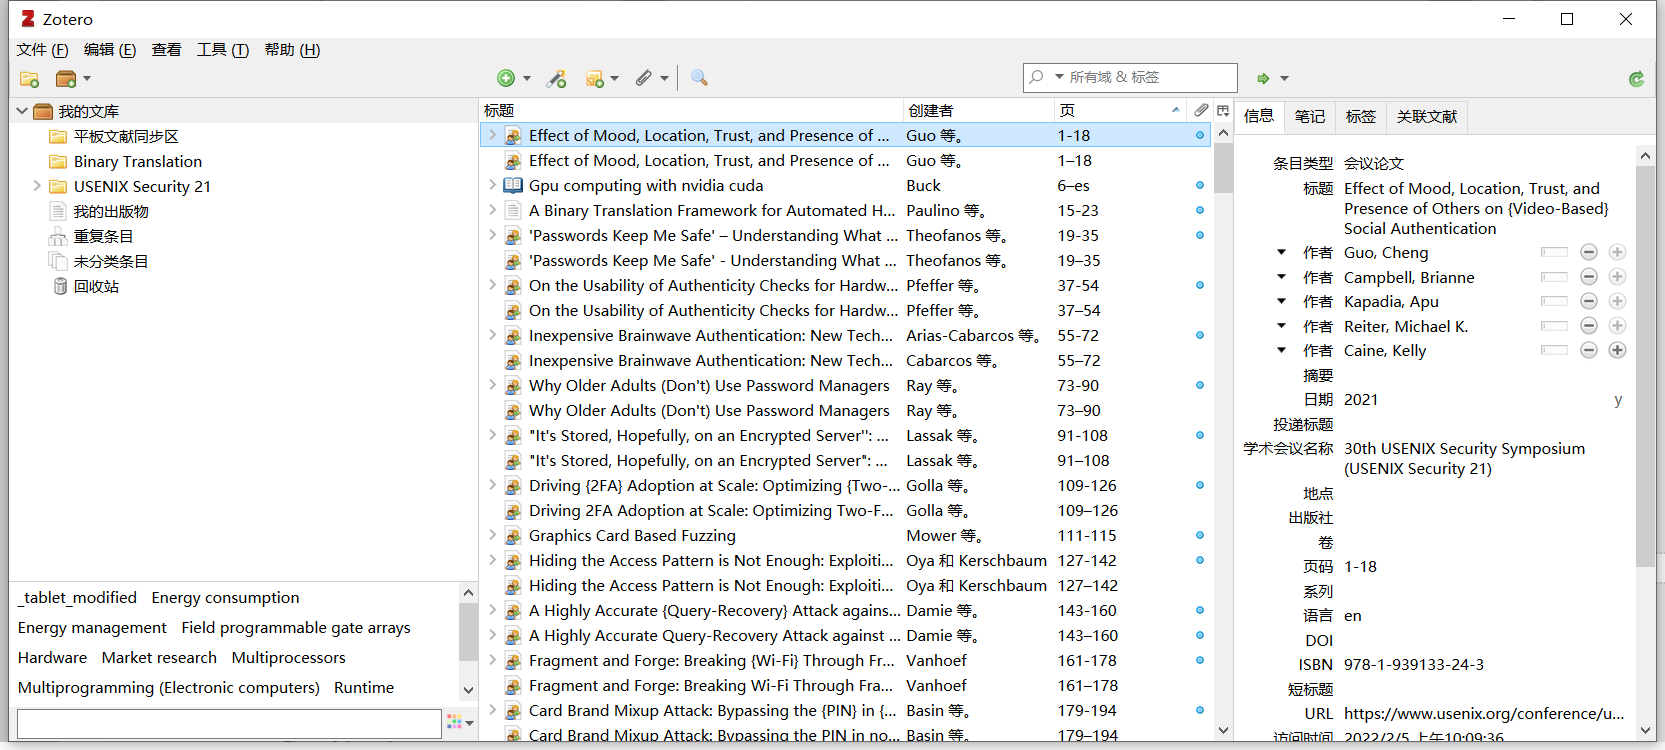 Zotero
文件 (F) 编辑 (E) 查看 工具 (T) 帮助 (H)
所有域 & 标签
我的文库
平板文献同步区
Binary Translation
USENIX Security 21
我的出版物
重复条目
未分类条目
回收站
_tablet_modified Energy consumption
Energy management Field programmable gate arrays
Hardware Market research Multiprocessors
Multiprogramming (Electronic computers) Runtime
标题 创建者 页
Effect of Mood, Location, Trust, and Presence of ... Guo 等。 1-18
Effect of Mood, Location, Trust, and Presence of ... Guo 等。 1–18
Gpu computing with nvidia cuda Buck 6–es
A Binary Translation Framework for Automated H... Paulino 等。 15-23
'Passwords Keep Me Safe' – Understanding What ... Theofanos 等。 19-35
'Passwords Keep Me Safe' - Understanding What ... Theofanos 等。 19–35
On the Usability of Authenticity Checks for Hardw... Pfeffer 等。 37-54
On the Usability of Authenticity Checks for Hardw... Pfeffer 等。 37–54
Inexpensive Brainwave Authentication: New Tech... Arias-Cabarcos 等。 55-72
Inexpensive Brainwave Authentication: New Tech... Cabarcos 等。 55–72
Why Older Adults (Don't) Use Password Managers Ray 等。 73-90
Why Older Adults (Don't) Use Password Managers Ray 等。 73–90
"It's Stored, Hopefully, on an Encrypted Server'': ... Lassak 等。 91-108
"It's Stored, Hopefully, on an Encrypted Server": ... Lassak 等。 91–108
Driving {2FA} Adoption at Scale: Optimizing {Two-... Golla 等。 109-126
Driving 2FA Adoption at Scale: Optimizing Two-F... Golla 等。 109–126
Graphics Card Based Fuzzing Mower 等。 111-115
Hiding the Access Pattern is Not Enough: Exploiti... Oya 和 Kerschbaum 127-142
Hiding the Access Pattern is Not Enough: Exploiti... Oya 和 Kerschbaum 127–142
A Highly Accurate {Query-Recovery} Attack agains... Damie 等。 143-160
A Highly Accurate Query-Recovery Attack against ... Damie 等。 143–160
Fragment and Forge: Breaking {Wi-Fi} Through Fr... Vanhoef 161-178
Fragment and Forge: Breaking Wi-Fi Through Fra... Vanhoef 161–178
Card Brand Mixup Attack: Bypassing the {PIN} in {... Basin 等。 179-194
Card Brand Mixup Attack: Bypassing the PIN in no... Basin 等。 179–194
信息 笔记 标签 关联文献
条目类型 会议论文
标题 Effect of Mood, Location, Trust, and
Presence of Others on {Video-Based}
Social Authentication
作者 Guo, Cheng
作者 Campbell, Brianne
作者 Kapadia, Apu
作者 Reiter, Michael K.
作者 Caine, Kelly
摘要
日期 2021 y
投递标题
学术会议名称 30th USENIX Security Symposium
(USENIX Security 21)
地点
出版社
卷
页码 1-18
系列
语言 en
DOI
ISBN 978-1-939133-24-3
短标题
URL https://www.usenix.org/conference/u...
访问时间 2022/2/5 上午10:09:36